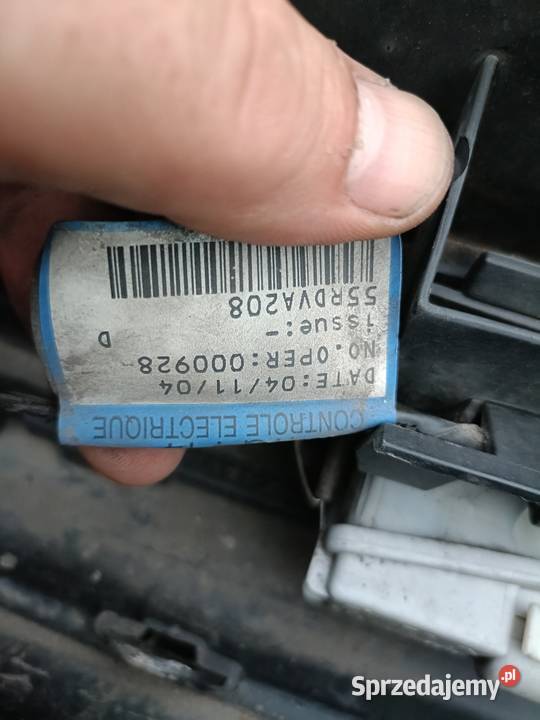 CONTROLE ELECTRIQUE
DATE:04/11/04
NO.OPER:000928
issue:- D
55RDVA208
Sprzedajemy.pl